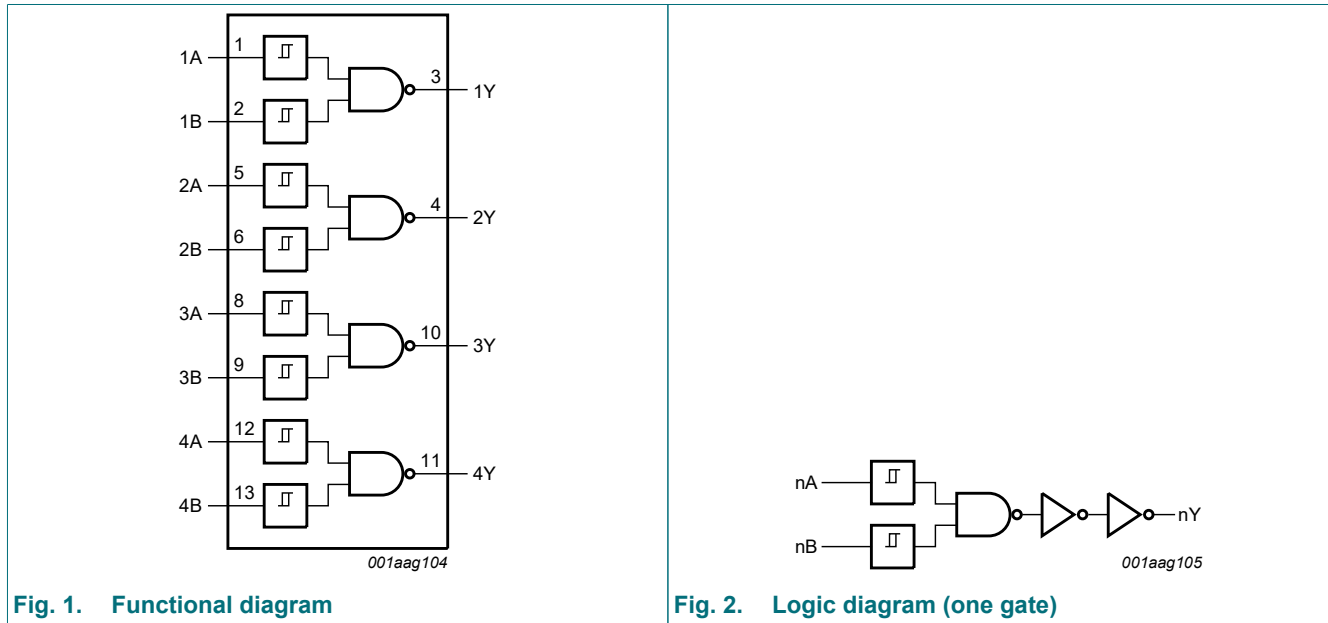 1A 1
1B 2
3 1Y
2A 5
2B 6
4 2Y
3A 8
3B 9
10 3Y
4A 12
4B 13
11 4Y
001aag104
Fig. 1. Functional diagram
nA
nB
nY
001aag105
Fig. 2. Logic diagram (one gate)